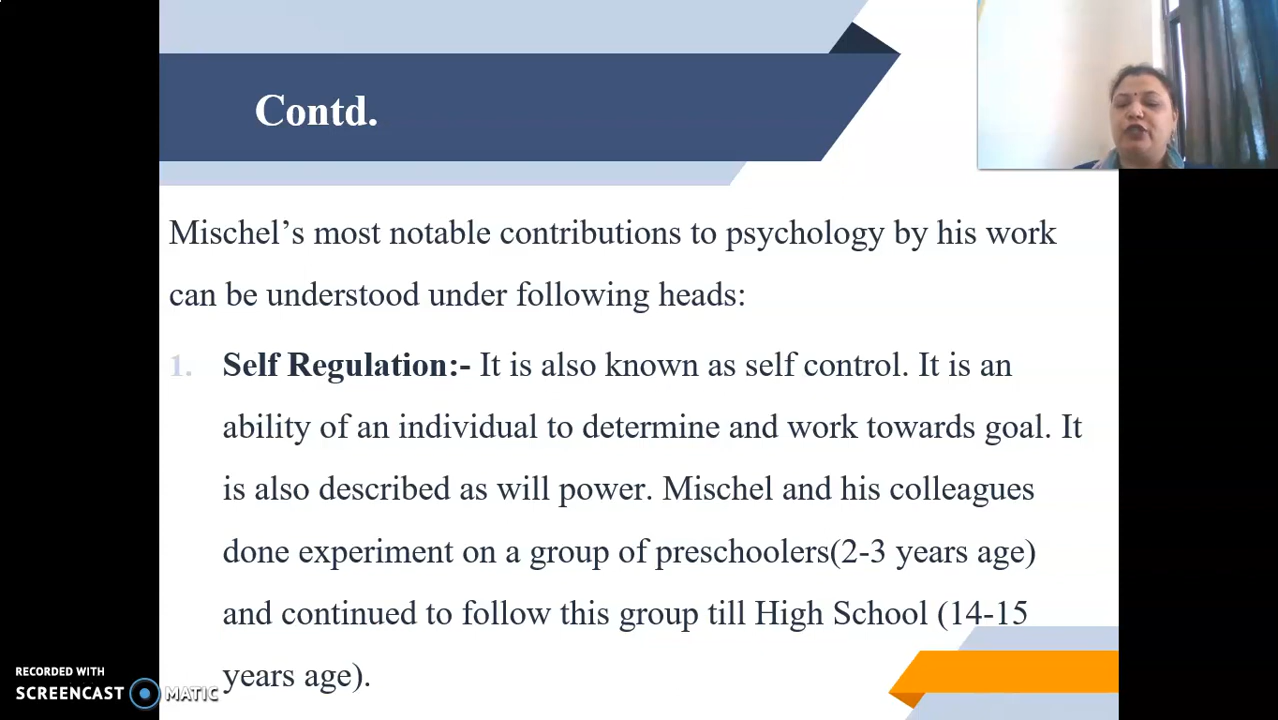 Contd.
Mischel’s most notable contributions to psychology by his work
can be understood under following heads:
1. Self Regulation:- It is also known as self control. It is an
ability of an individual to determine and work towards goal. It
is also described as will power. Mischel and his colleagues
done experiment on a group of preschoolers(2-3 years age)
and continued to follow this group till High School (14-15
years age).
RECORDED WITH
SCREENCAST MATIC